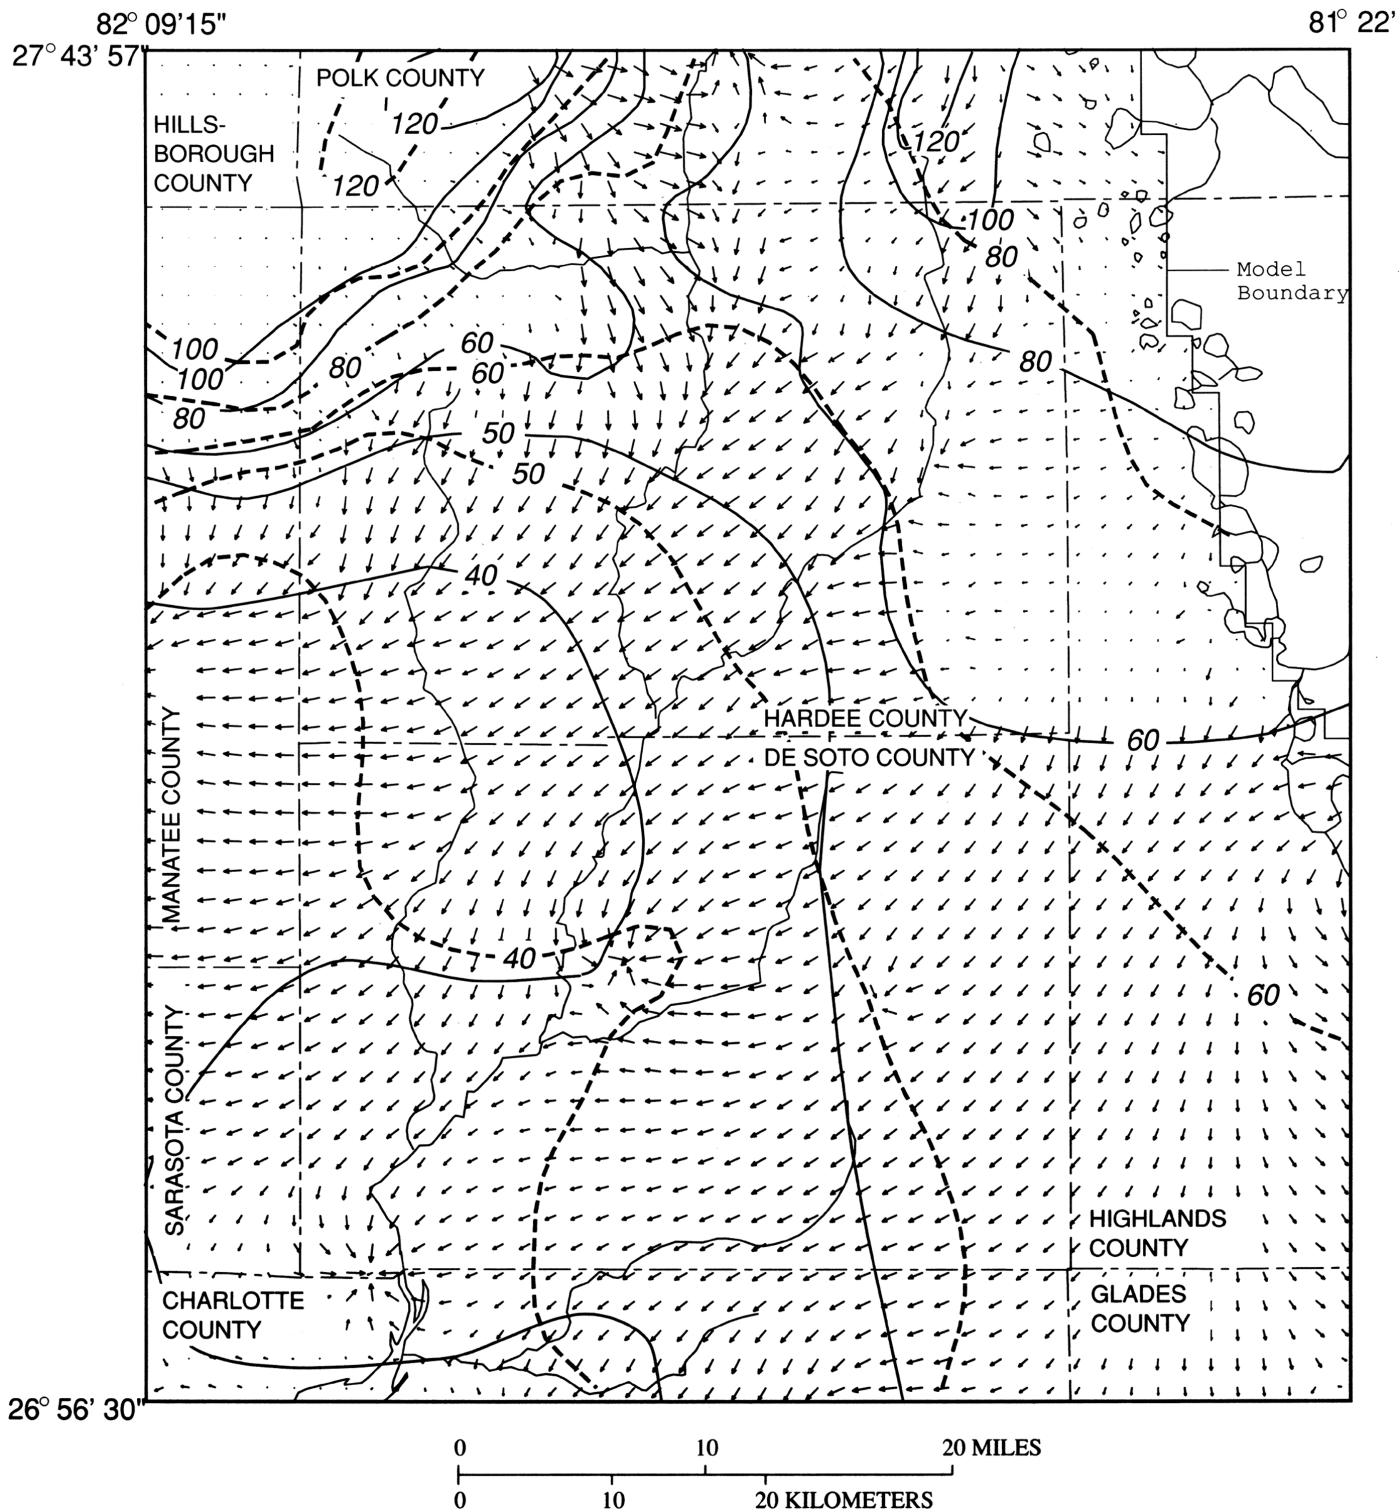 82° 09'15"
81° 22'
27° 43' 57"
POLK COUNTY
HILLS-
BOROUGH
COUNTY
120
120
120
100
80
Model
Boundary
100
100
80
80
60
60
80
50
50
40
HARDEE COUNTY
DE SOTO COUNTY
60
MANATEE COUNTY
40
60
SARASOTA COUNTY
HIGHLANDS
COUNTY
CHARLOTTE
COUNTY
GLADES
COUNTY
26° 56' 30"
0 10 20 MILES
0 10 20 KILOMETERS